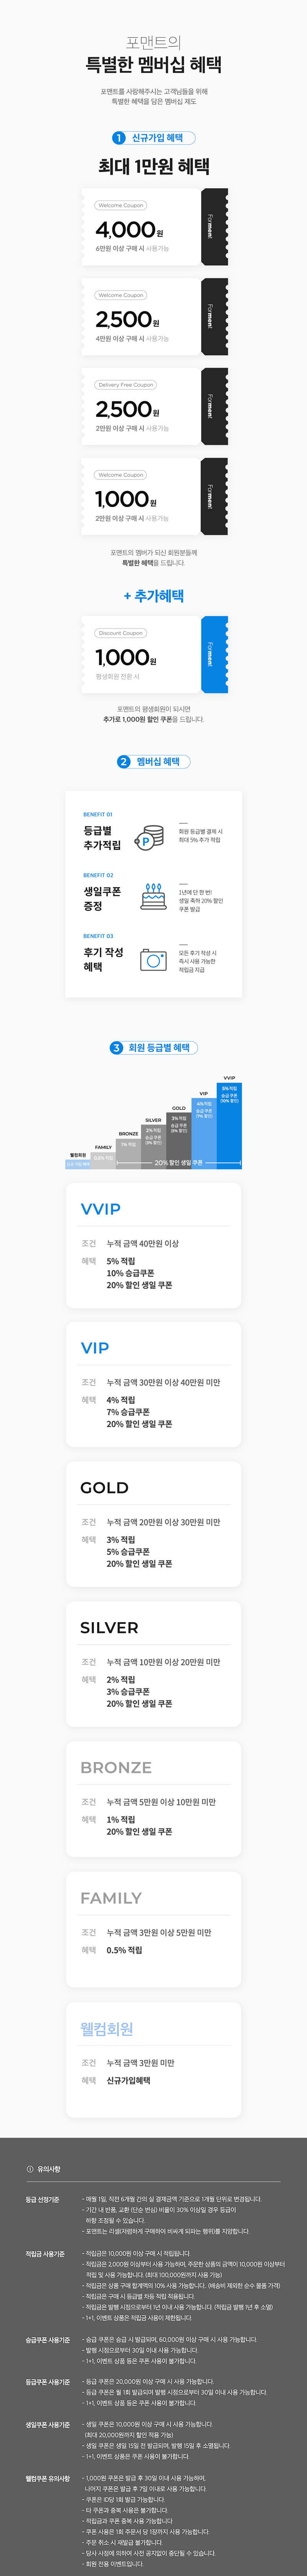 포맨트의
특별한 멤버십 혜택
포맨트를 사랑해주시는 고객님들을 위해
특별한 혜택을 담은 멤버십 제도
1 신규가입 혜택
최대 1만원 혜택
Welcome Coupon
4,000원
6만원 이상 구매 시 사용가능
Forment
Welcome Coupon
2,500원
4만원 이상 구매 시 사용가능
Forment
Delivery Free Coupon
2,500원
2만원 이상 구매 시 사용가능
Forment
Welcome Coupon
1,000원
2만원 이상 구매 시 사용가능
Forment
포맨트의 멤버가 되신 회원분들께
특별한 혜택을 드립니다.
+ 추가혜택
Discount Coupon
1,000원
평생회원 전환 시
Forment
포맨트의 평생회원이 되시면
추가로 1,000원 할인 쿠폰을 드립니다.
2 멤버십 혜택
BENEFIT 01
등급별
추가적립
회원 등급별 결제 시
최대 5% 추가 적립
BENEFIT 02
생일쿠폰
증정
1년에 단 한 번!
생일 축하 20% 할인
쿠폰 발급
BENEFIT 03
후기 작성
혜택
모든 후기 작성 시
즉시 사용 가능한
적립금 지급
3 회원 등급별 혜택
웰컴회원
FAMILY
0.5% 적립
BRONZE
1% 적립
SILVER
2% 적립
승급 쿠폰
(3% 할인)
GOLD
3% 적립
승급 쿠폰
(5% 할인)
VIP
4% 적립
승급 쿠폰
(7% 할인)
VVIP
5% 적립
승급 쿠폰
(10% 할인)
20% 할인 생일 쿠폰
VVIP
조건 누적 금액 40만원 이상
혜택 5% 적립
10% 승급쿠폰
20% 할인 생일 쿠폰
VIP
조건 누적 금액 30만원 이상 40만원 미만
혜택 4% 적립
7% 승급쿠폰
20% 할인 생일 쿠폰
GOLD
조건 누적 금액 20만원 이상 30만원 미만
혜택 3% 적립
5% 승급쿠폰
20% 할인 생일 쿠폰
SILVER
조건 누적 금액 10만원 이상 20만원 미만
혜택 2% 적립
3% 승급쿠폰
20% 할인 생일 쿠폰
BRONZE
조건 누적 금액 5만원 이상 10만원 미만
혜택 1% 적립
20% 할인 생일 쿠폰
FAMILY
조건 누적 금액 3만원 이상 5만원 미만
혜택 0.5% 적립
웰컴회원
조건 누적 금액 3만원 미만
혜택 신규가입혜택
유의사항
등급 선정기준 - 매월 1일, 직전 6개월 간의 실 결제금액 기준으로 1개월 단위로 변경됩니다.
- 기간 내 반품, 교환 (단순 변심) 비율이 30% 이상일 경우 등급이
하향 조정될 수 있습니다.
- 포맨트는 리셀(저렴하게 구매하여 비싸게 되파는 행위)를 지양합니다.
적립금 사용기준 - 적립금은 10,000원 이상 구매 시 적립됩니다.
- 적립금은 2,000원 이상부터 사용 가능하며, 주문한 상품의 금액이 10,000원 이상부터
적립 및 사용 가능합니다. (최대 100,000원까지 사용 가능)
- 적립금은 상품 구매 합계액의 10% 사용 가능합니다. (배송비 제외한 순수 물품 가격)
- 적립금은 구매 시 등급별 차등 적립 적용됩니다.
- 적립금은 발행 시점으로부터 1년 이내 사용 가능합니다. (적립금 발행 1년 후 소멸)
- 1+1, 이벤트 상품은 적립금 사용이 제한됩니다.
승급쿠폰 사용기준 - 승급 쿠폰은 승급 시 발급되며, 60,000원 이상 구매 시 사용 가능합니다.
- 발행 시점으로부터 30일 이내 사용 가능합니다.
- 1+1, 이벤트 상품 등은 쿠폰 사용이 불가합니다.
등급쿠폰 사용기준 - 등급 쿠폰은 20,000원 이상 구매 시 사용 가능합니다.
- 등급 쿠폰은 월 1회 발급되며 발행 시점으로부터 30일 이내 사용 가능합니다.
- 1+1, 이벤트 상품 등은 쿠폰 사용이 불가합니다.
생일쿠폰 사용기준 - 생일 쿠폰은 10,000원 이상 구매 시 사용 가능합니다.
(최대 20,000원까지 할인 적용 가능)
- 생일 쿠폰은 생일 15일 전 발급되며, 발행 15일 후 소멸됩니다.
- 1+1, 이벤트 상품은 쿠폰 사용이 불가합니다.
웰컴쿠폰 유의사항 - 1,000원 쿠폰은 발급 후 30일 이내 사용 가능하며,
나머지 쿠폰은 발급 후 7일 이내로 사용 가능합니다.
- 쿠폰은 ID당 1회 발급 가능합니다.
- 타 쿠폰과 중복 사용은 불가합니다.
- 적립금과 쿠폰 중복 사용 가능합니다
- 쿠폰 사용은 1회 주문서 당 1장까지 사용 가능합니다.
- 주문 취소 시 재발급 불가합니다.
- 당사 사정에 의하여 사전 공지없이 중단될 수 있습니다.
- 회원 전용 이벤트입니다.